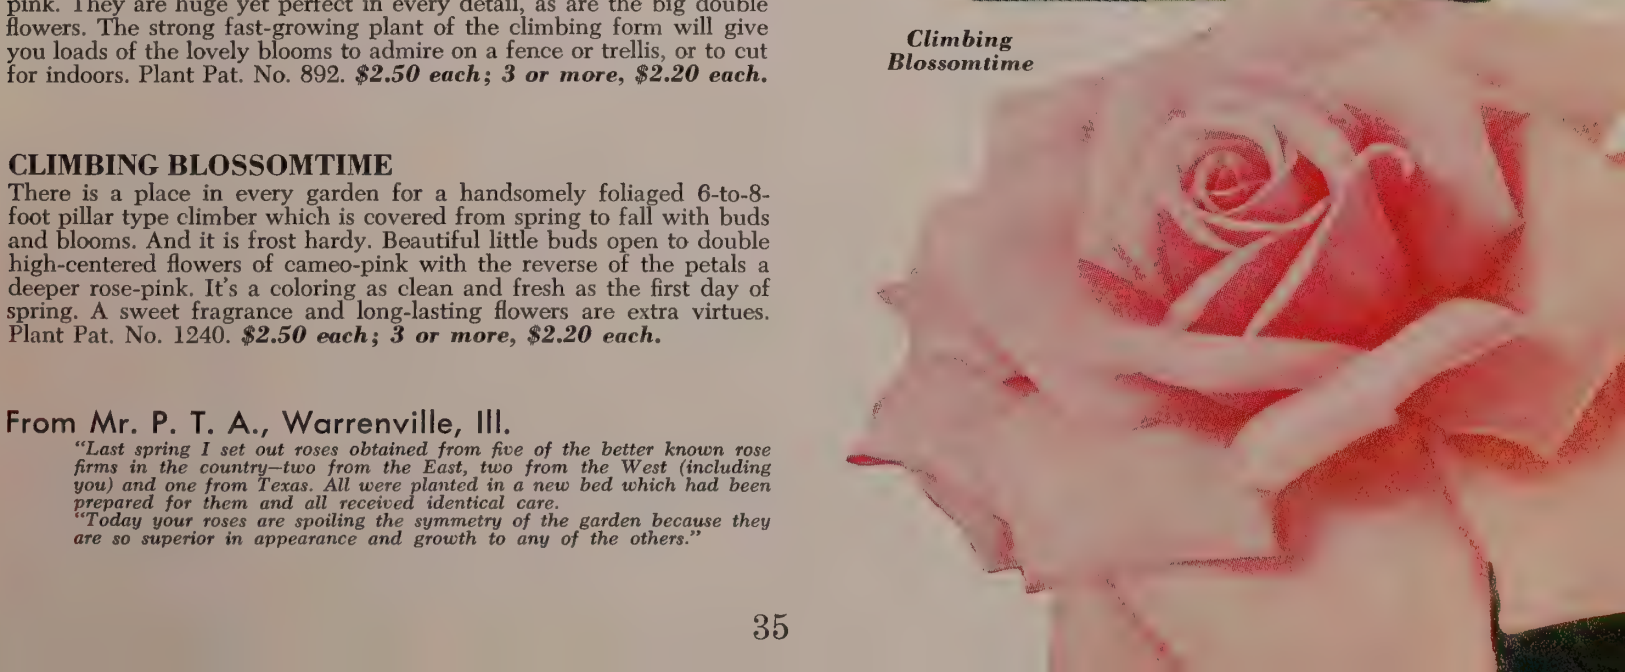 pink. They are huge yet perfect in every detail, as are the big double
flowers. The strong fast-growing plant of the climbing form will give
you loads of the lovely blooms to admire on a fence or trellis, or to cut
for indoors. Plant Pat. No. 892. $2.50 each; 3 or more, $2.20 each.
Climbing
Blossomtime
CLIMBING BLOSSOMTIME
There is a place in every garden for a handsomely foliaged 6-to-8-
foot pillar type climber which is covered from spring to fall with buds
and blooms. And it is frost hardy. Beautiful little buds open to double
high-centered flowers of cameo-pink with the reverse of the petals a
deeper rose-pink. It's a coloring as clean and fresh as the first day of
spring. A sweet fragrance and long-lasting flowers are extra virtues.
Plant Pat. No. 1240. $2.50 each; 3 or more, $2.20 each.
From Mr. P. T. A., Warrenville, Ill.
"Last spring I set out roses obtained from five of the better known rose
firms in the country—two from the East, two from the West (including
you) and one from Texas. All were planted in a new bed which had been
prepared for them and all received identical care.
"Today your roses are spoiling the symmetry of the garden because they
are so superior in appearance and growth to any of the others."
35